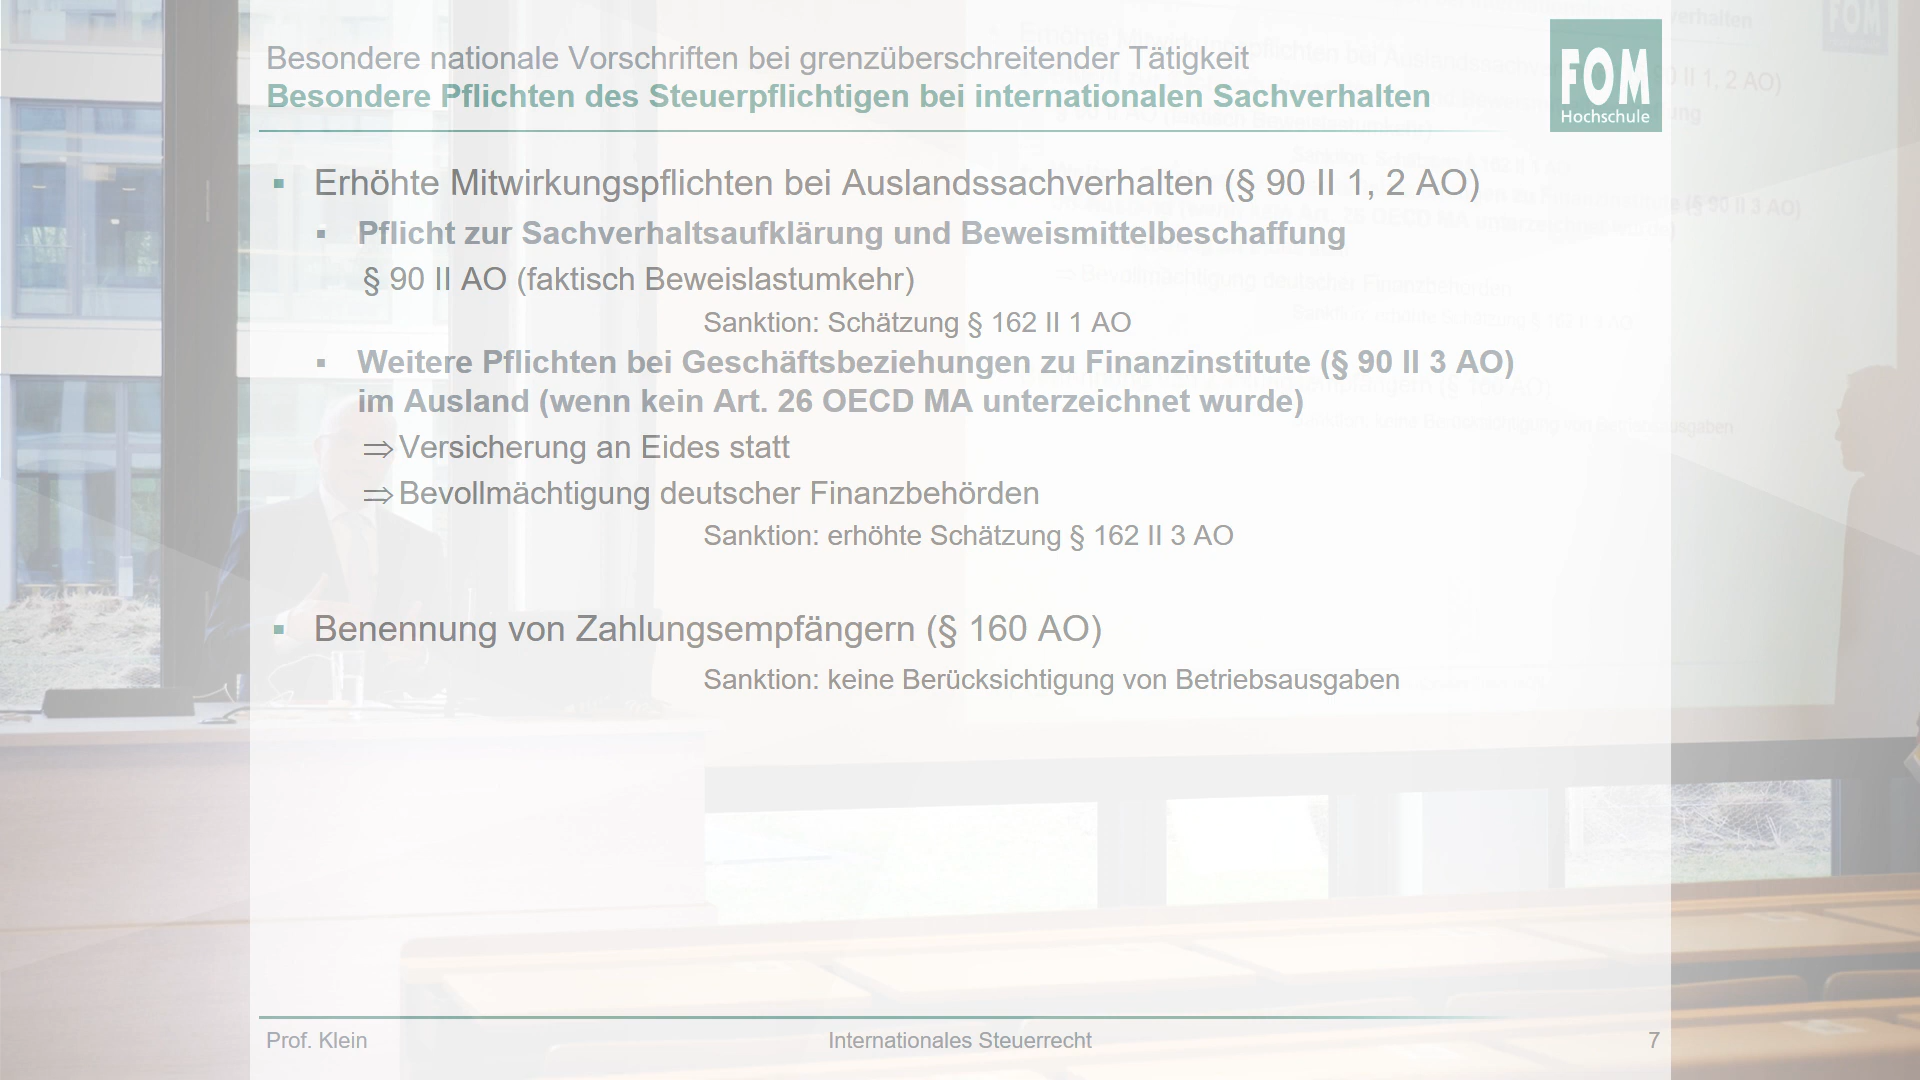 Besondere nationale Vorschriften bei grenzüberschreitender Tätigkeit
Besondere Pflichten des Steuerpflichtigen bei internationalen Sachverhalten
FOM
Hochschule
▪ Erhöhte Mitwirkungspflichten bei Auslandssachverhalten (§ 90 II 1, 2 AO)
▪ Pflicht zur Sachverhaltsaufklärung und Beweismittelbeschaffung
§ 90 II AO (faktisch Beweislastumkehr)
Sanktion: Schätzung § 162 II 1 AO
▪ Weitere Pflichten bei Geschäftsbeziehungen zu Finanzinstitute (§ 90 II 3 AO)
im Ausland (wenn kein Art. 26 OECD MA unterzeichnet wurde)
⇒ Versicherung an Eides statt
⇒ Bevollmächtigung deutscher Finanzbehörden
Sanktion: erhöhte Schätzung § 162 II 3 AO
▪ Benennung von Zahlungsempfängern (§ 160 AO)
Sanktion: keine Berücksichtigung von Betriebsausgaben
Prof. Klein
Internationales Steuerrecht
7